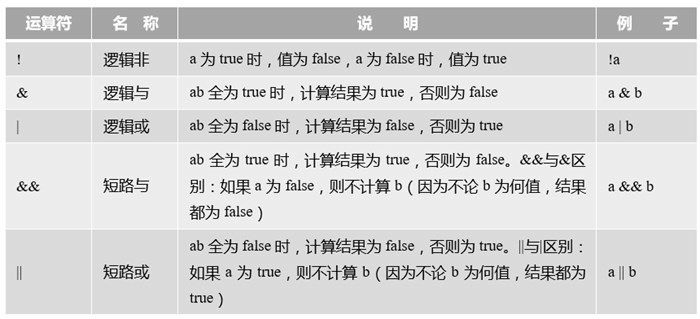 运算符 名 称 说 明 例 子
! 逻辑非 a 为 true 时，值为 false，a 为 false 时，值为 true !a
& 逻辑与 ab 全为 true 时，计算结果为 true，否则为 false a & b
| 逻辑或 ab 全为 false 时，计算结果为 false，否则为 true a | b
ab 全为 true 时，计算结果为 true，否则为 false。&&与&区
&& 短路与 别：如果 a 为 false，则不计算 b（因为不论 b 为何值，结果 a && b
都为 false）
ab 全为 false 时，计算结果为 false，否则为 true。||与|区别：
|| 短路或 如果 a 为 true，则不计算 b（因为不论 b 为何值，结果都为 a || b
true）